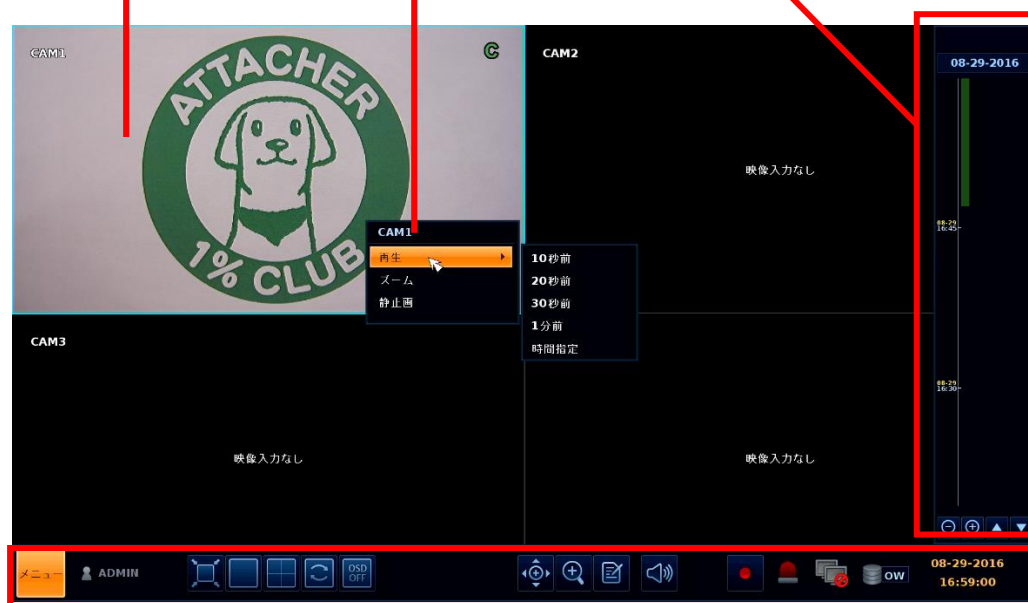 CAM1
C
CAM2
08-29-2016
ATTACHER
1% CLUB
映像入力なし
08-29
16:45
CAM1
再生
ズーム
静止画
10秒前
20秒前
30秒前
1分前
時間指定
CAM3
08-29
16:30
映像入力なし
映像入力なし
メニュー
ADMIN
OSD
OFF
OW
08-29-2016
16:59:00